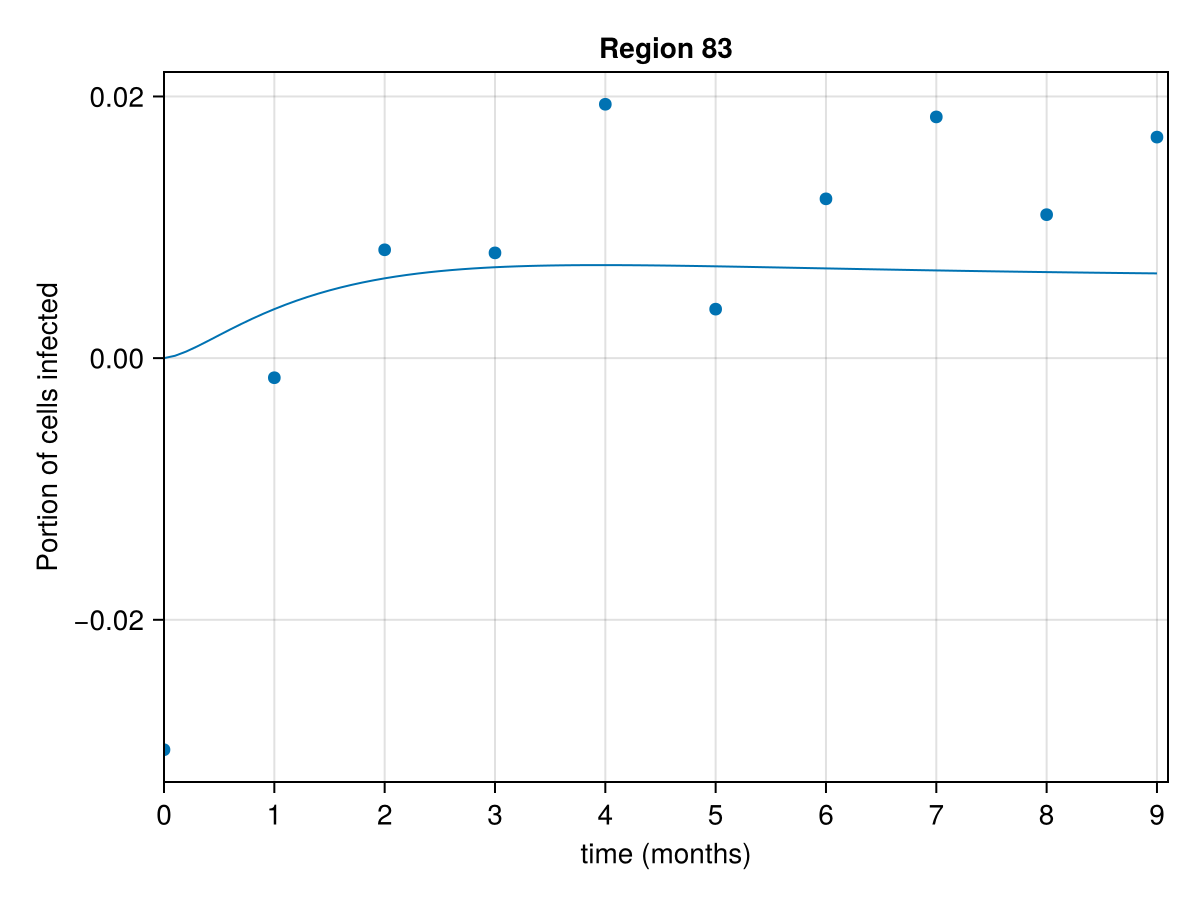 Region 83
Portion of cells infected
0.02
0.00
−0.02
0 1 2 3 4 5 6 7 8 9
time (months)